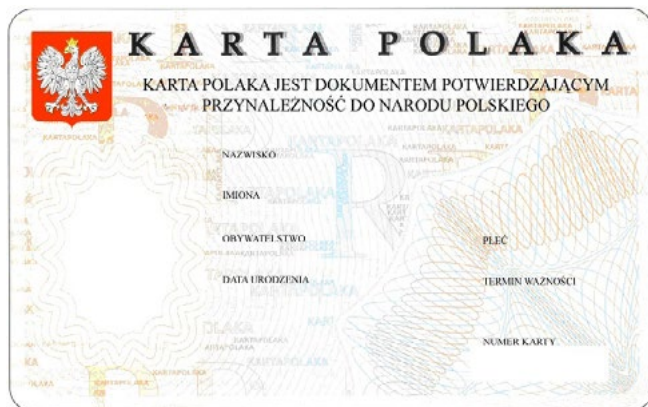 KARTA POLAKA
KARTA POLAKA JEST DOKUMENTEM POTWIERDZAJĄCYM
PRZYNALEŻNOŚĆ DO NARODU POLSKIEGO
NAZWISKO
IMIONA
OBYWATELSTWO
PŁEĆ
DATA URODZENIA
TERMIN WAŻNOŚCI
NUMER KARTY